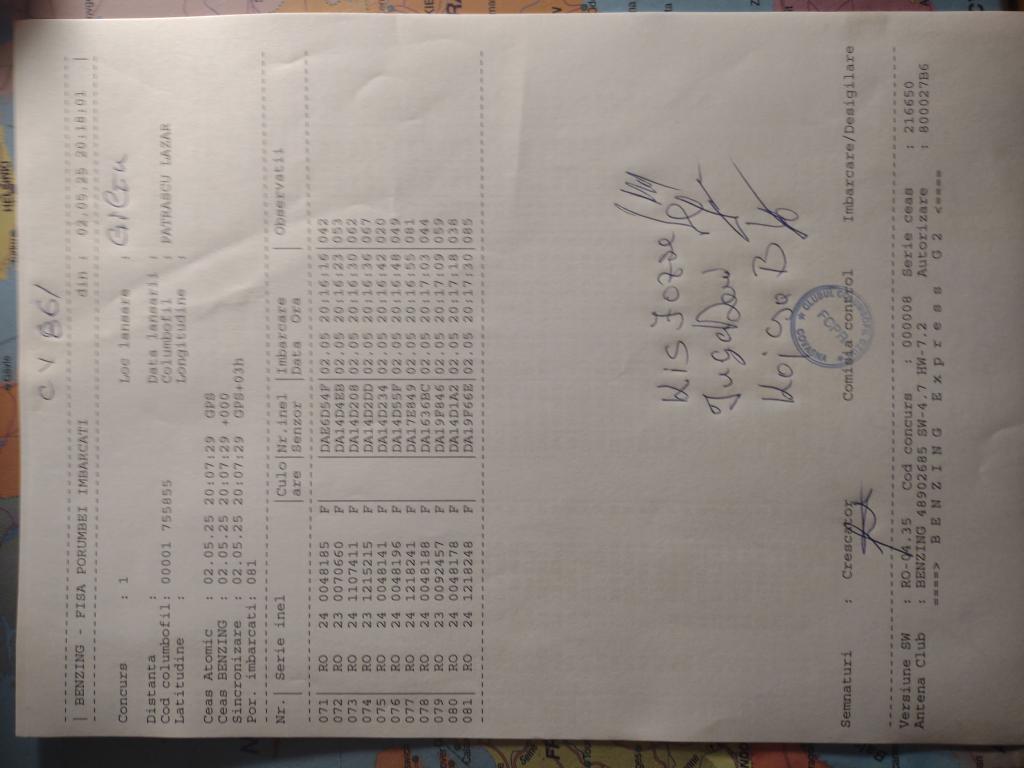 CV 861
| BENZING - FISA PORUMBEI IMBARCATI din : 02.05.25 20:18:01 |
Concurs : 1 Loc lansare : Gilau
Distanta : Data lansarii :
Cod columbofil: 00001 755855 Columbofil : PATRASCU LAZAR
Latitudine : Longitudine :
Ceas Atomic : 02.05.25 20:07:29 GPS
Ceas BENZING : 02.05.25 20:07:29 +000
Sincronizare : 02.05.25 20:07:29 GPS+03h
Por. imbarcati: 081
Nr.| Serie inel |Culo|Nr.inel |Imbarcare | Observatii
|are |Senzor |Data Ora |
071| RO 24 0048185 F | |DAE6D54F|02.05 20:16:16|042
072| RO 23 0070660 F | |DA14D4EB|02.05 20:16:23|053
073| RO 24 1107411 F | |DA14D208|02.05 20:16:30|062
074| RO 23 1215215 F | |DA14D2DD|02.05 20:16:36|067
075| RO 24 0048141 F | |DA14D234|02.05 20:16:42|020
076| RO 24 0048196 F | |DA14D55F|02.05 20:16:48|049
077| RO 24 1218241 F | |DA17E849|02.05 20:16:55|081
078| RO 24 0048188 F | |DA1636BC|02.05 20:17:03|044
079| RO 23 0092457 F | |DA19F846|02.05 20:17:09|059
080| RO 24 0048178 F | |DA14D1A2|02.05 20:17:18|038
081| RO 24 1218248 F | |DA19F66E|02.05 20:17:30|085
Kis Jozse
Juga Dan
Kojga B
Semnaturi : Crescator Comisia control Imbarcare/Desigilare
Versiune SW : RO-04.35 Cod concurs : 000008 Serie ceas : 216650
Antena Club : BENZING 48902685 SW-4.7 HW-7.2 Autorizare : 800027B6
====> B E N Z I N G E x p r e s s G 2 <====